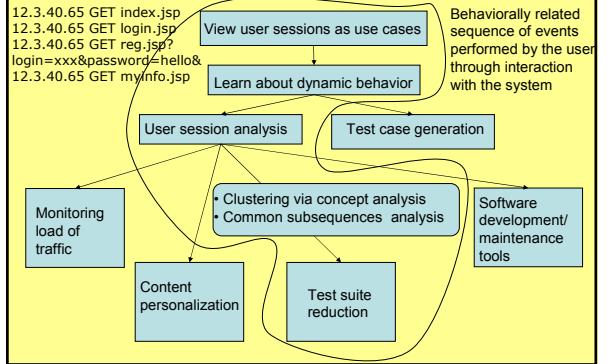 12.3.40.65 GET index.jsp
12.3.40.65 GET login.jsp
12.3.40.65 GET reg.jsp?
login=xxx&password=hello&
12.3.40.65 GET myinfo.jsp
View user sessions as use cases
Behaviorally related
sequence of events
performed by the user
through interaction
with the system
Learn about dynamic behavior
User session analysis
Test case generation
• Clustering via concept analysis
• Common subsequences analysis
Monitoring
load of
traffic
Software
development/
maintenance
tools
Content
personalization
Test suite
reduction